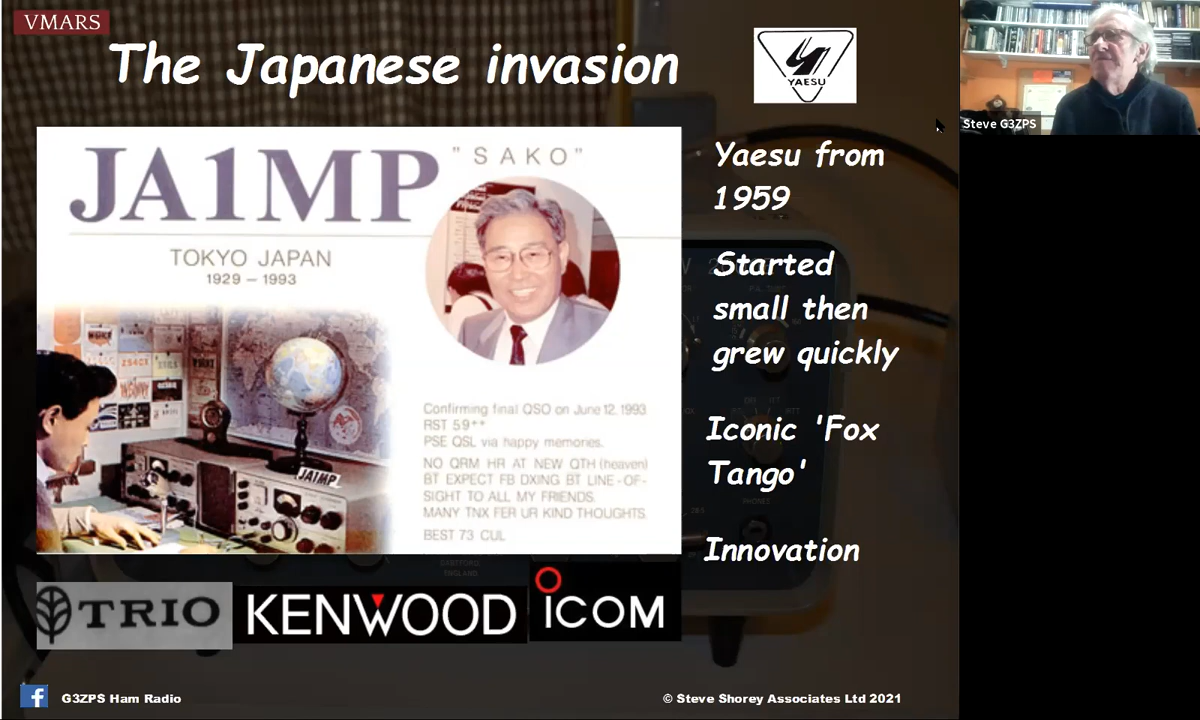 VMARS
The Japanese invasion
YAESU
Steve G3ZPS
JA1MP
"SAKO"
TOKYO JAPAN
1929 – 1993
JA1MP
Confirming final QSO on June 12, 1993
RST 59**
PSE QSL via happy memories.
NO QRM HR AT NEW QTH (heaven)
BT EXPECT FB DXING BT LINE-OF-
SIGHT TO ALL MY FRIENDS.
MANY TNX FER UR KIND THOUGHTS.
BEST 73 CUL
Yaesu from
1959
Started
small then
grew quickly
Iconic 'Fox
Tango'
Innovation
TRIO
KENWOOD
ICOM
G3ZPS Ham Radio
© Steve Shorey Associates Ltd 2021